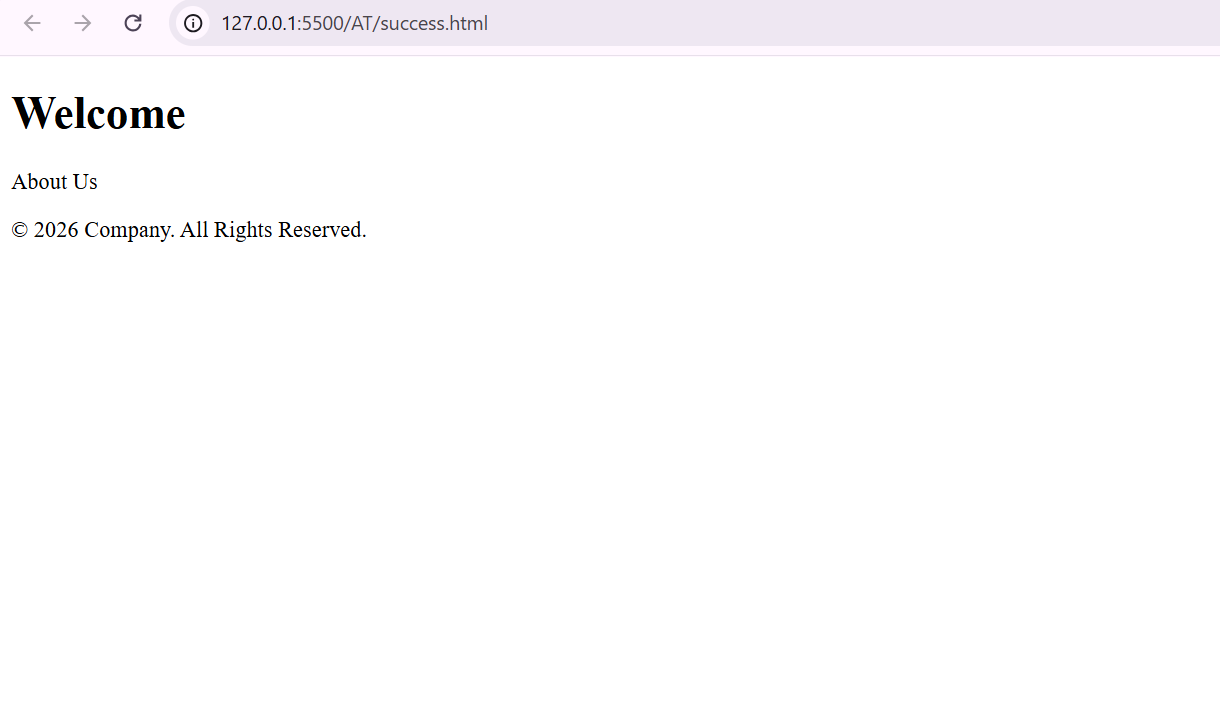 127.0.0.1:5500/AT/success.html
Welcome
About Us
© 2026 Company. All Rights Reserved.